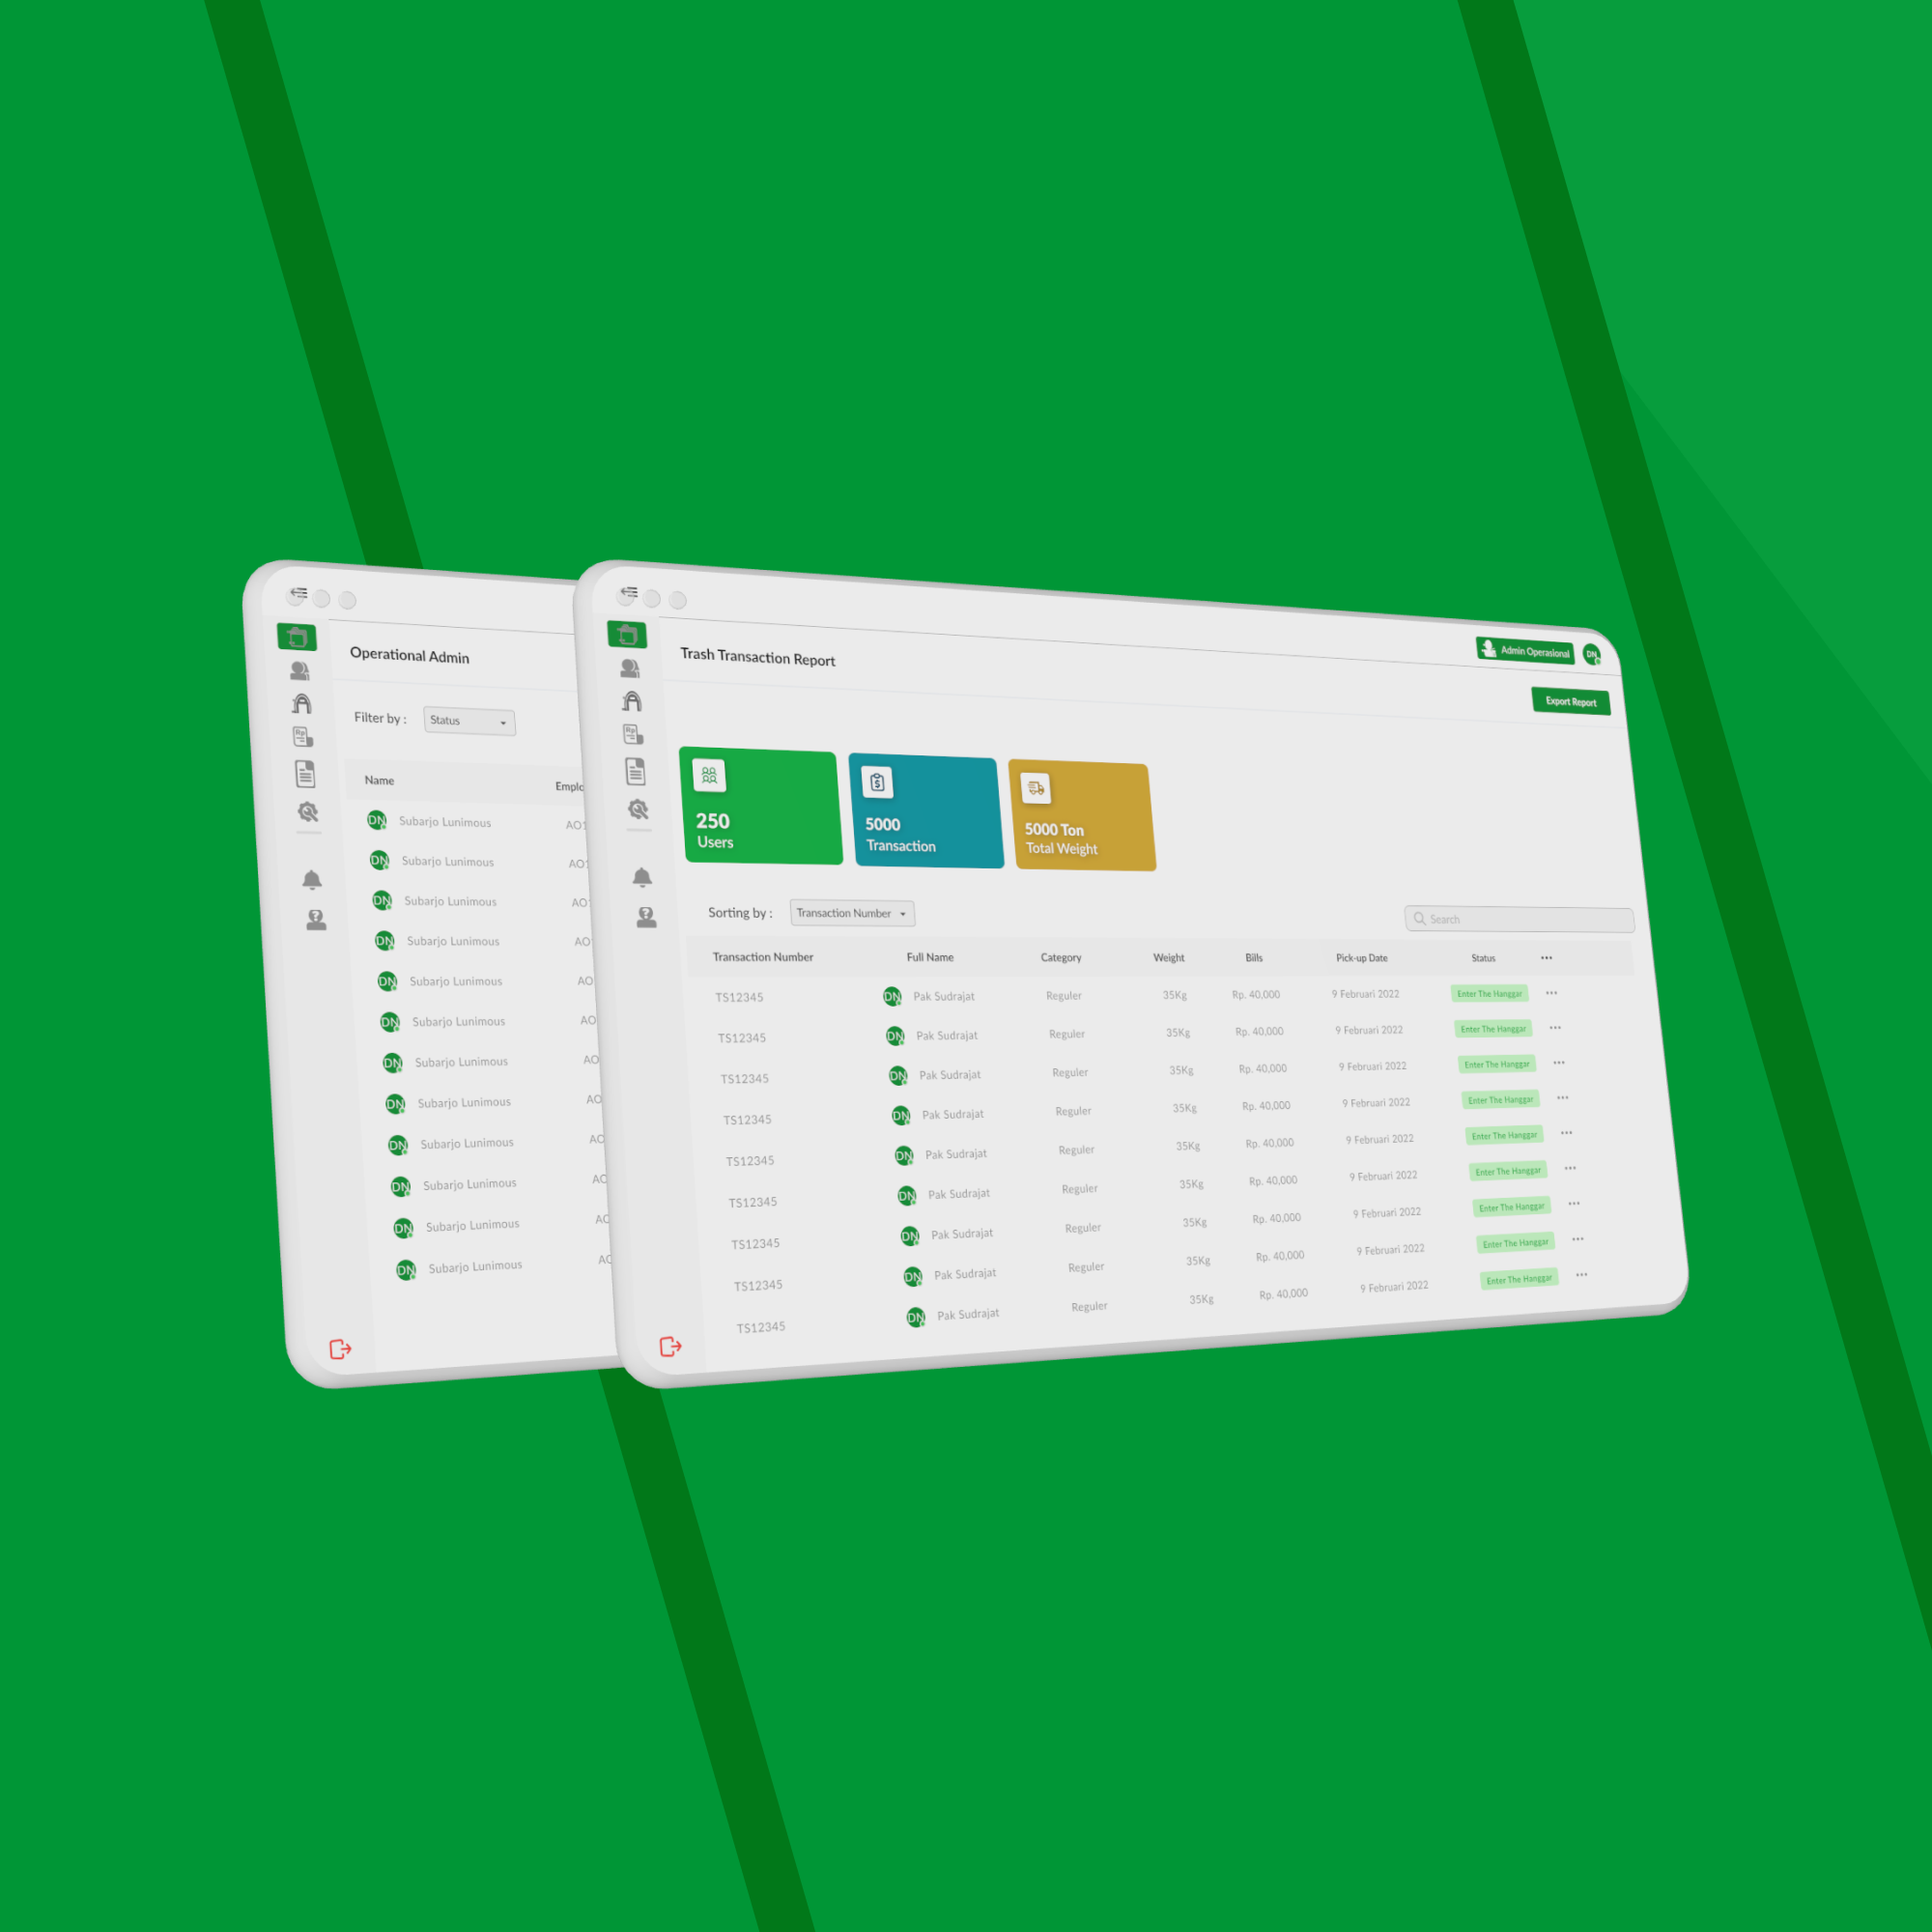 Operational Admin
Filter by : Status
Name
DN Subarjo Lunimous
DN Subarjo Lunimous
DN Subarjo Lunimous
DN Subarjo Lunimous AO
DN Subarjo Lunimous AO
DN Subarjo Lunimous AO
DN Subarjo Lunimous AO
DN Subarjo Lunimous AO
DN Subarjo Lunimous AO
DN Subarjo Lunimous
DN Subarjo Lunimous
DN Subarjo Lunimous
Rp
Admin Operasional DN
Trash Transaction Report
Export Report
Rp
250
Users
5000
Transaction
5000 Ton
Total Weight
Sorting by : Transaction Number
Search
Transaction Number Full Name Category Weight Bills Pick-up Date Status
TS12345 DN Pak Sudrajat Reguler 35Kg Rp. 40,000 9 Februari 2022 Enter The Hanggar
TS12345 DN Pak Sudrajat Reguler 35Kg Rp. 40,000 9 Februari 2022 Enter The Hanggar
TS12345 DN Pak Sudrajat Reguler 35Kg Rp. 40,000 9 Februari 2022 Enter The Hanggar
TS12345 DN Pak Sudrajat Reguler 35Kg Rp. 40,000 9 Februari 2022 Enter The Hanggar
TS12345 DN Pak Sudrajat Reguler 35Kg Rp. 40,000 9 Februari 2022 Enter The Hanggar
TS12345 DN Pak Sudrajat Reguler 35Kg Rp. 40,000 9 Februari 2022 Enter The Hanggar
TS12345 DN Pak Sudrajat Reguler 35Kg Rp. 40,000 9 Februari 2022 Enter The Hanggar
TS12345 DN Pak Sudrajat Reguler 35Kg Rp. 40,000 9 Februari 2022 Enter The Hanggar
TS12345 DN Pak Sudrajat Reguler 35Kg Rp. 40,000 9 Februari 2022 Enter The Hanggar